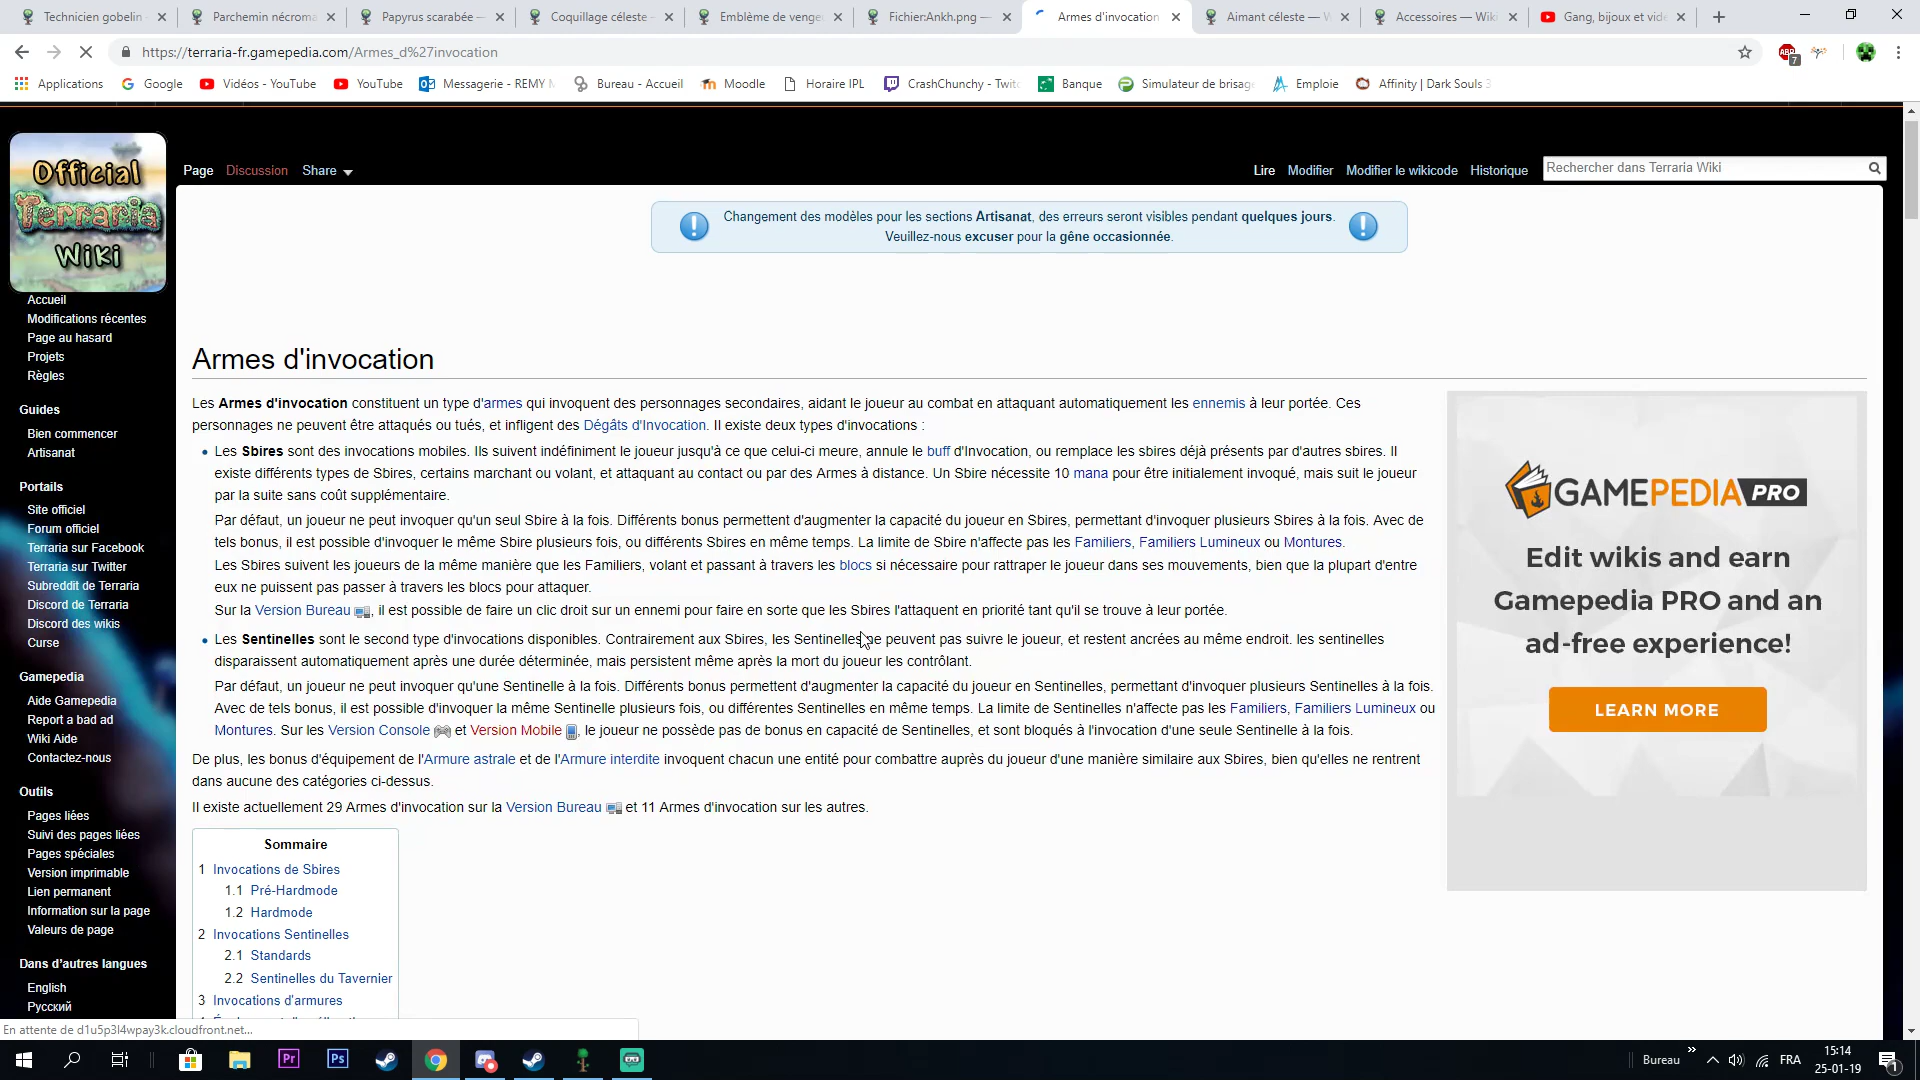 Technicien gobelin -
Parchemin nécroma
Papyrus scarabée —
Coquillage céleste —
Emblème de venge
Fichier:Ankh.png —
Armes d'invocation
Aimant céleste — W
Accessoires — Wiki
Gang, bijoux et vide
https://terraria-fr.gamepedia.com/Armes_d%27invocation
ABP
7
Applications
Google
Vidéos - YouTube
YouTube
Messagerie - REMY M
Bureau - Accueil
Moodle
Horaire IPL
CrashChunchy - Twitc
Banque
Simulateur de brisag
Emploie
Affinity | Dark Souls 3
Official
Terraria
Wiki
Page
Discussion
Share
Lire
Modifier
Modifier le wikicode
Historique
Rechercher dans Terraria Wiki
Changement des modèles pour les sections Artisanat, des erreurs seront visibles pendant quelques jours.
Veuillez-nous excuser pour la gêne occasionnée.
Accueil
Modifications récentes
Page au hasard
Projets
Règles
Guides
Bien commencer
Artisanat
Portails
Site officiel
Forum officiel
Terraria sur Facebook
Terraria sur Twitter
Subreddit de Terraria
Discord de Terraria
Discord des wikis
Curse
Gamepedia
Aide Gamepedia
Report a bad ad
Wiki Aide
Contactez-nous
Outils
Pages liées
Suivi des pages liées
Pages spéciales
Version imprimable
Lien permanent
Information sur la page
Valeurs de page
Dans d'autres langues
English
Русский
Armes d'invocation
Les Armes d'invocation constituent un type d'armes qui invoquent des personnages secondaires, aidant le joueur au combat en attaquant automatiquement les ennemis à leur portée. Ces
personnages ne peuvent être attaqués ou tués, et infligent des Dégâts d'Invocation. Il existe deux types d'invocations :
• Les Sbires sont des invocations mobiles. Ils suivent indéfiniment le joueur jusqu'à ce que celui-ci meure, annule le buff d'Invocation, ou remplace les sbires déjà présents par d'autres sbires. Il
existe différents types de Sbires, certains marchant ou volant, et attaquant au contact ou par des Armes à distance. Un Sbire nécessite 10 mana pour être initialement invoqué, mais suit le joueur
par la suite sans coût supplémentaire.
Par défaut, un joueur ne peut invoquer qu'un seul Sbire à la fois. Différents bonus permettent d'augmenter la capacité du joueur en Sbires, permettant d'invoquer plusieurs Sbires à la fois. Avec de
tels bonus, il est possible d'invoquer le même Sbire plusieurs fois, ou différents Sbires en même temps. La limite de Sbire n'affecte pas les Familiers, Familiers Lumineux ou Montures.
Les Sbires suivent les joueurs de la même manière que les Familiers, volant et passant à travers les blocs si nécessaire pour rattraper le joueur dans ses mouvements, bien que la plupart d'entre
eux ne puissent pas passer à travers les blocs pour attaquer.
Sur la Version Bureau, il est possible de faire un clic droit sur un ennemi pour faire en sorte que les Sbires l'attaquent en priorité tant qu'il se trouve à leur portée.
• Les Sentinelles sont le second type d'invocations disponibles. Contrairement aux Sbires, les Sentinelles ne peuvent pas suivre le joueur, et restent ancrées au même endroit. les sentinelles
disparaissent automatiquement après une durée déterminée, mais persistent même après la mort du joueur les contrôlant.
Par défaut, un joueur ne peut invoquer qu'une Sentinelle à la fois. Différents bonus permettent d'augmenter la capacité du joueur en Sentinelles, permettant d'invoquer plusieurs Sentinelles à la fois.
Avec de tels bonus, il est possible d'invoquer la même Sentinelle plusieurs fois, ou différentes Sentinelles en même temps. La limite de Sentinelles n'affecte pas les Familiers, Familiers Lumineux ou
Montures. Sur les Version Console et Version Mobile, le joueur ne possède pas de bonus en capacité de Sentinelles, et sont bloqués à l'invocation d'une seule Sentinelle à la fois.
De plus, les bonus d'équipement de l'Armure astrale et de l'Armure interdite invoquent chacun une entité pour combattre auprès du joueur d'une manière similaire aux Sbires, bien qu'elles ne rentrent
dans aucune des catégories ci-dessus.
Il existe actuellement 29 Armes d'invocation sur la Version Bureau et 11 Armes d'invocation sur les autres.
Sommaire
1 Invocations de Sbires
1.1 Pré-Hardmode
1.2 Hardmode
2 Invocations Sentinelles
2.1 Standards
2.2 Sentinelles du Tavernier
3 Invocations d'armures
GAMEPEDIA PRO
Edit wikis and earn
Gamepedia PRO and an
ad-free experience!
LEARN MORE
En attente de d1u5p3l4wpay3k.cloudfront.net...
Pr
Ps
Bureau
»
FRA
15:14
25-01-19
1